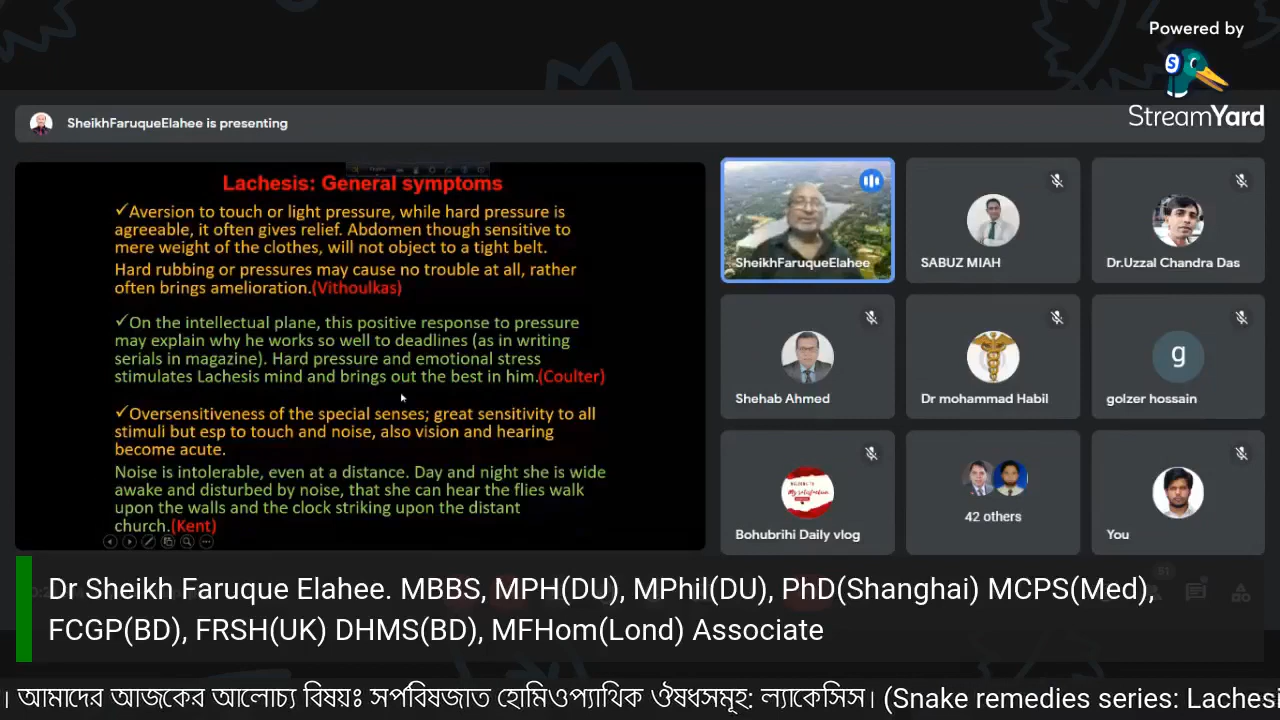 Powered by
S
StreamYard
SheikhFaruqueElahee is presenting
Lachesis: General symptoms
✓Aversion to touch or light pressure, while hard pressure is
agreeable, it often gives relief. Abdomen though sensitive to
mere weight of the clothes, will not object to a tight belt.
Hard rubbing or pressures may cause no trouble at all, rather
often brings amelioration.(Vithoulkas)
✓On the intellectual plane, this positive response to pressure
may explain why he works so well to deadlines (as in writing
serials in magazine). Hard pressure and emotional stress
stimulates Lachesis mind and brings out the best in him.(Coulter)
✓Oversensitiveness of the special senses; great sensitivity to all
stimuli but esp to touch and noise, also vision and hearing
become acute.
Noise is intolerable, even at a distance. Day and night she is wide
awake and disturbed by noise, that she can hear the flies walk
upon the walls and the clock striking upon the distant
church.(Kent)
SheikhFaruqueElahee
SABUZ MIAH
Dr.Uzzal Chandra Das
Shehab Ahmed
Dr mohammad Habil
g
golzer hossain
WELCOME TO
My satisfaction
Bohubrihi Daily vlog
42 others
You
51
Dr Sheikh Faruque Elahee. MBBS, MPH(DU), MPhil(DU), PhD(Shanghai) MCPS(Med),
FCGP(BD), FRSH(UK) DHMS(BD), MFHom(Lond) Associate
। আমাদের আজকের আলোচ্য বিষয়ঃ সর্পবিষজাত হোমিওপ্যাথিক ঔষধসমূহ: ল্যাকেসিস। (Snake remedies series: Lachesi